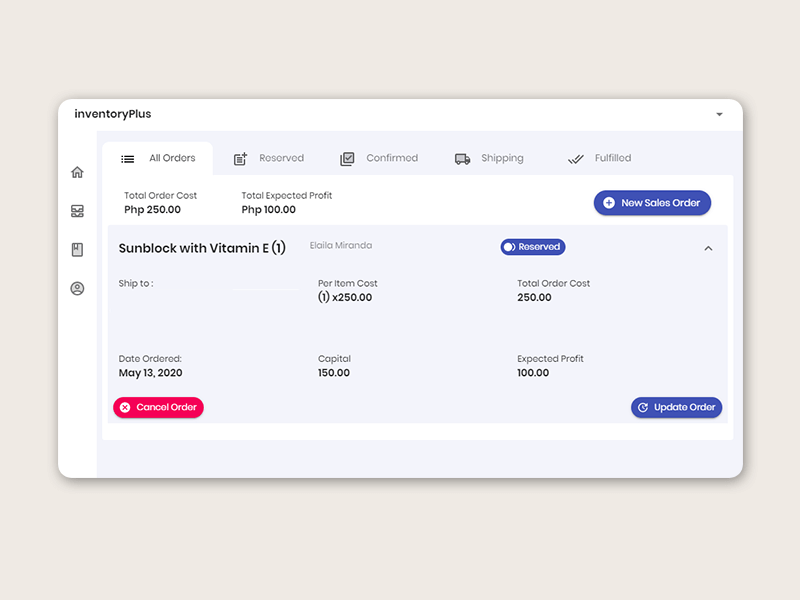 inventoryPlus
All Orders Reserved Confirmed Shipping Fulfilled
Total Order Cost Total Expected Profit
Php 250.00 Php 100.00
New Sales Order
Sunblock with Vitamin E (1) Elaila Miranda Reserved
Ship to : Per Item Cost Total Order Cost
(1) x250.00 250.00
Date Ordered: Capital Expected Profit
May 13, 2020 150.00 100.00
Cancel Order Update Order